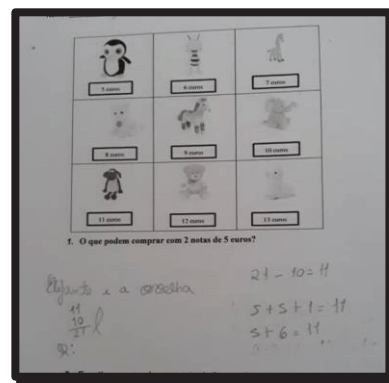 5 euros
6 euros
7 euros
8 euros
9 euros
10 euros
11 euros
12 euros
13 euros
1. O que podem comprar com 2 notas de 5 euros?
Elefante e a ovelha
21 - 10 = 11
11
10
21
5 + 5 + 1 = 11
5 + 6 = 11
R: